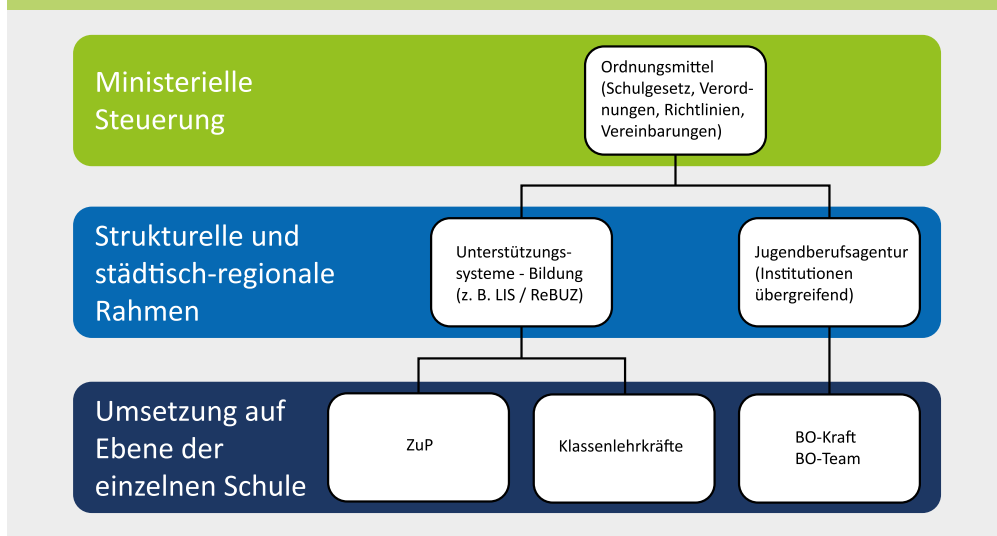 Ministerielle
Steuerung
Ordnungsmittel
(Schulgesetz, Verord-
nungen, Richtlinien,
Vereinbarungen)
Strukturelle und
städtisch-regionale
Rahmen
Unterstützungs-
systeme - Bildung
(z. B. LIS / ReBUZ)
Jugendberufsagentur
(Institutionen
übergreifend)
Umsetzung auf
Ebene der
einzelnen Schule
ZuP
Klassenlehrkräfte
BO-Kraft
BO-Team